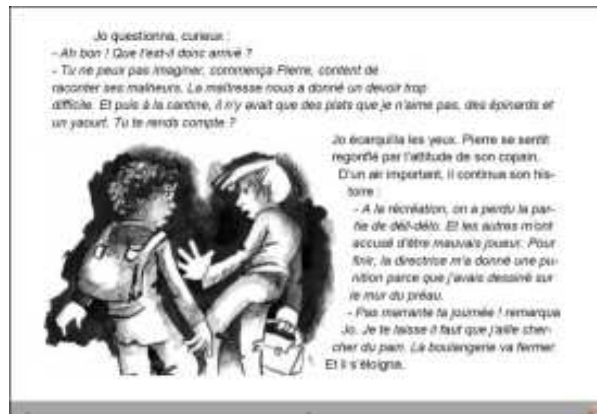 Jo questionna, curieux :
- Ah bon ! Que t'est-il donc arrivé ?
- Tu ne peux pas imaginer, commença Pierre, content de
raconter ses malheurs. La maîtresse nous a donné un devoir trop
difficile. Et puis à la cantine, il n'y avait que des plats que je n'aime pas, des épinards et
un yaourt. Tu te rends compte ?
Jo écarquilla les yeux. Pierre se sentit
regonflé par l'attitude de son copain.
D'un air important, il continua son his-
toire :
- A la récréation, on a perdu la par-
tie de déli-délo. Et les autres m'ont
accusé d'être mauvais joueur. Pour
finir, la directrice m'a donné une pu-
nition parce que j'avais dessiné sur
le mur du préau.
- Pas marrante ta journée ! remarqua
Jo. Je te laisse il faut que j'aille cher-
cher du pain. La boulangerie va fermer.
Et il s'éloigna.